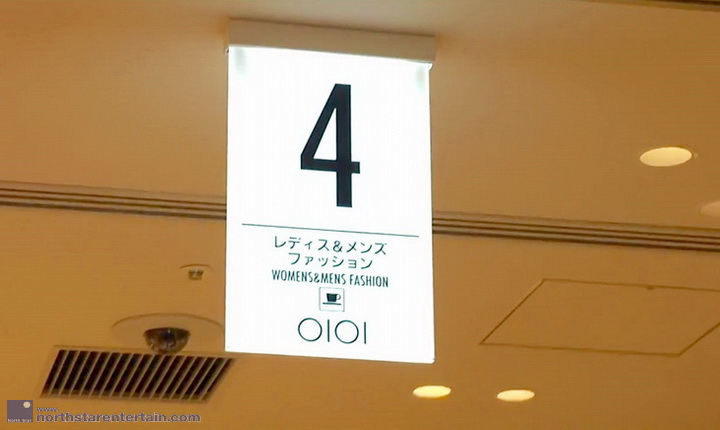 4
レディス&メンズ
ファッション
WOMENS&MENS FASHION
OIOI
www.
northstarentertain.com